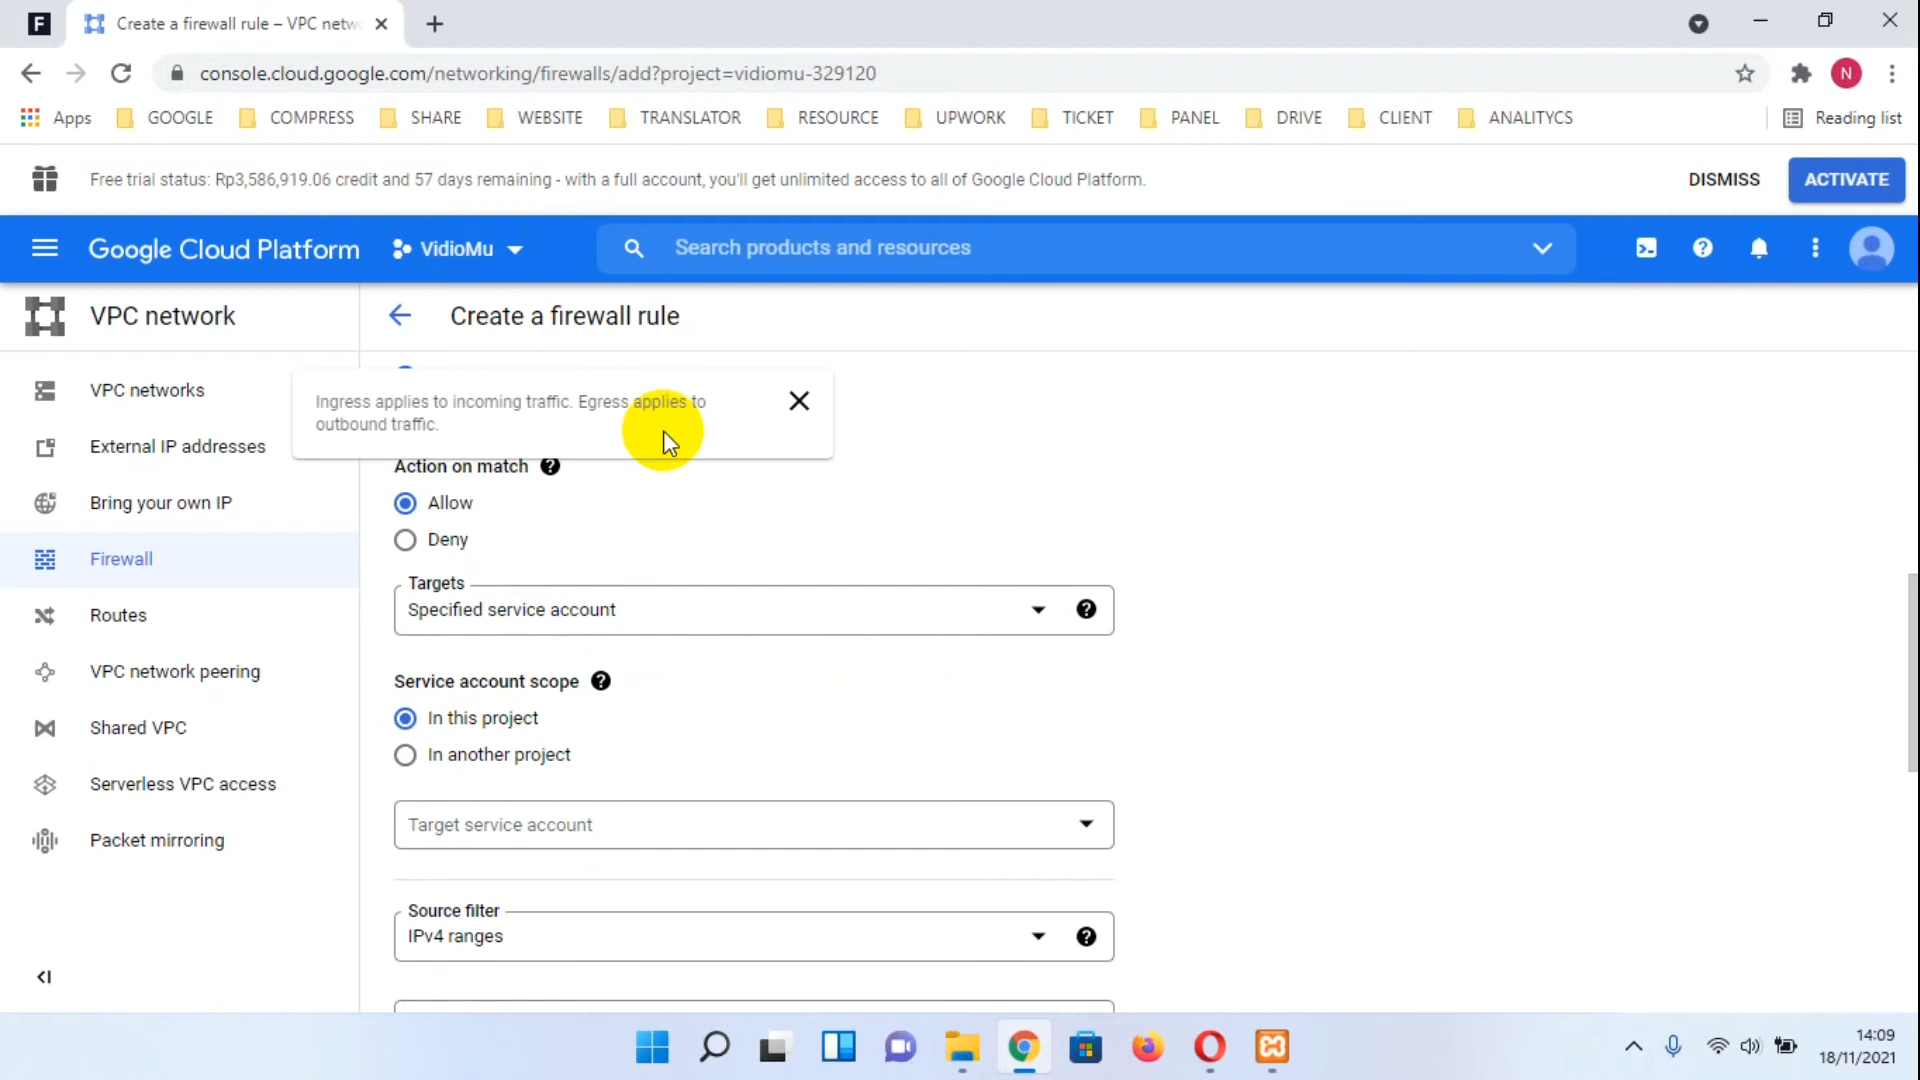 F
Create a firewall rule – VPC netw
console.cloud.google.com/networking/firewalls/add?project=vidiomu-329120
N
Apps
GOOGLE
COMPRESS
SHARE
WEBSITE
TRANSLATOR
RESOURCE
UPWORK
TICKET
PANEL
DRIVE
CLIENT
ANALITYCS
Reading list
Free trial status: Rp3,586,919.06 credit and 57 days remaining - with a full account, you'll get unlimited access to all of Google Cloud Platform.
DISMISS
ACTIVATE
Google Cloud Platform
VidioMu
Search products and resources
VPC network
Create a firewall rule
VPC networks
External IP addresses
Bring your own IP
Firewall
Routes
VPC network peering
Shared VPC
Serverless VPC access
Packet mirroring
Ingress applies to incoming traffic. Egress applies to
outbound traffic.
Action on match
Allow
Deny
Targets
Specified service account
Service account scope
In this project
In another project
Target service account
Source filter
IPv4 ranges
14:09
18/11/2021